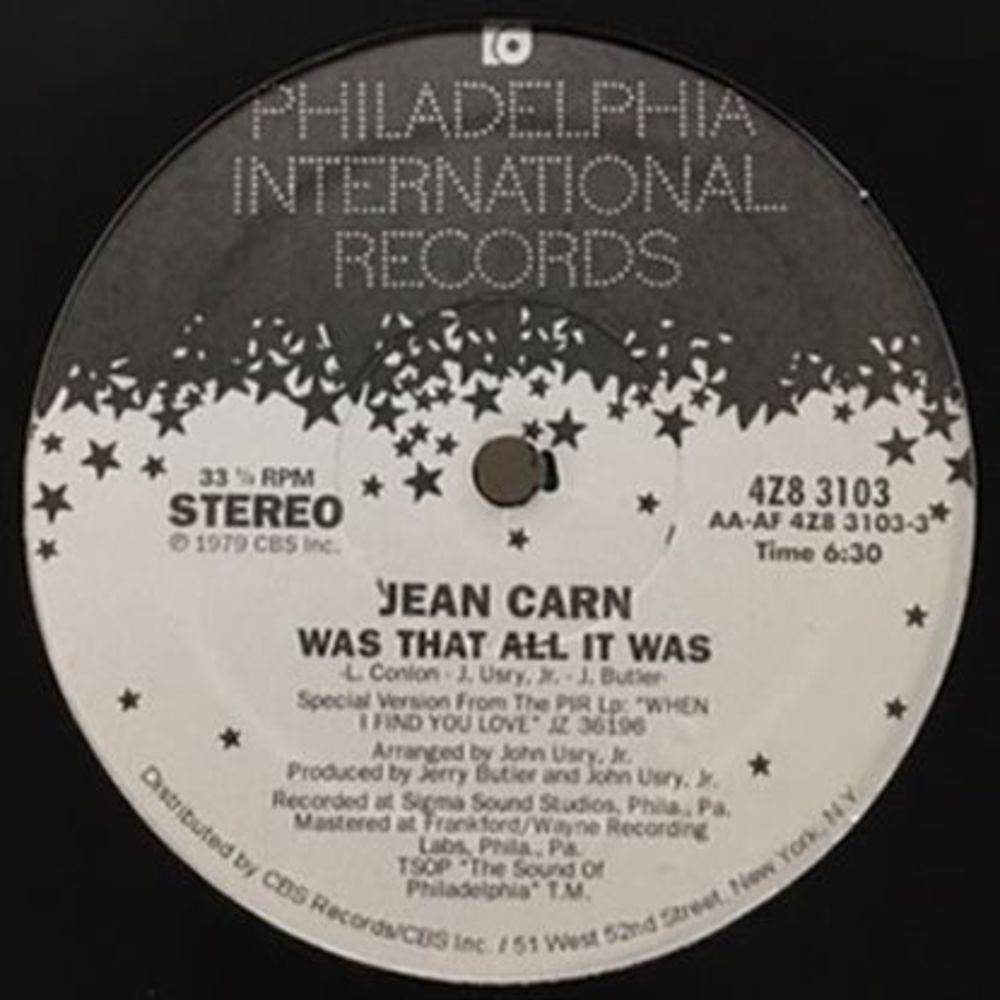 PHILADELPHIA
INTERNATIONAL
RECORDS
33 ⅓ RPM
STEREO
℗ 1979 CBS Inc.
4Z8 3103
AA-AF 4Z8 3103-3
Time 6:30
JEAN CARN
WAS THAT ALL IT WAS
-L. Conlon - J. Usry, Jr. - J. Butler-
Special Version From The PIR Lp: "WHEN
I FIND YOU LOVE" JZ 36196
Arranged by John Usry, Jr.
Produced by Jerry Butler and John Usry, Jr.
Recorded at Sigma Sound Studios, Phila., Pa.
Mastered at Frankford/Wayne Recording
Labs, Phila., Pa.
TSOP "The Sound Of
Philadelphia" T.M.
Distributed by CBS Records/CBS Inc. / 51 West 52nd Street, New York, N.Y.